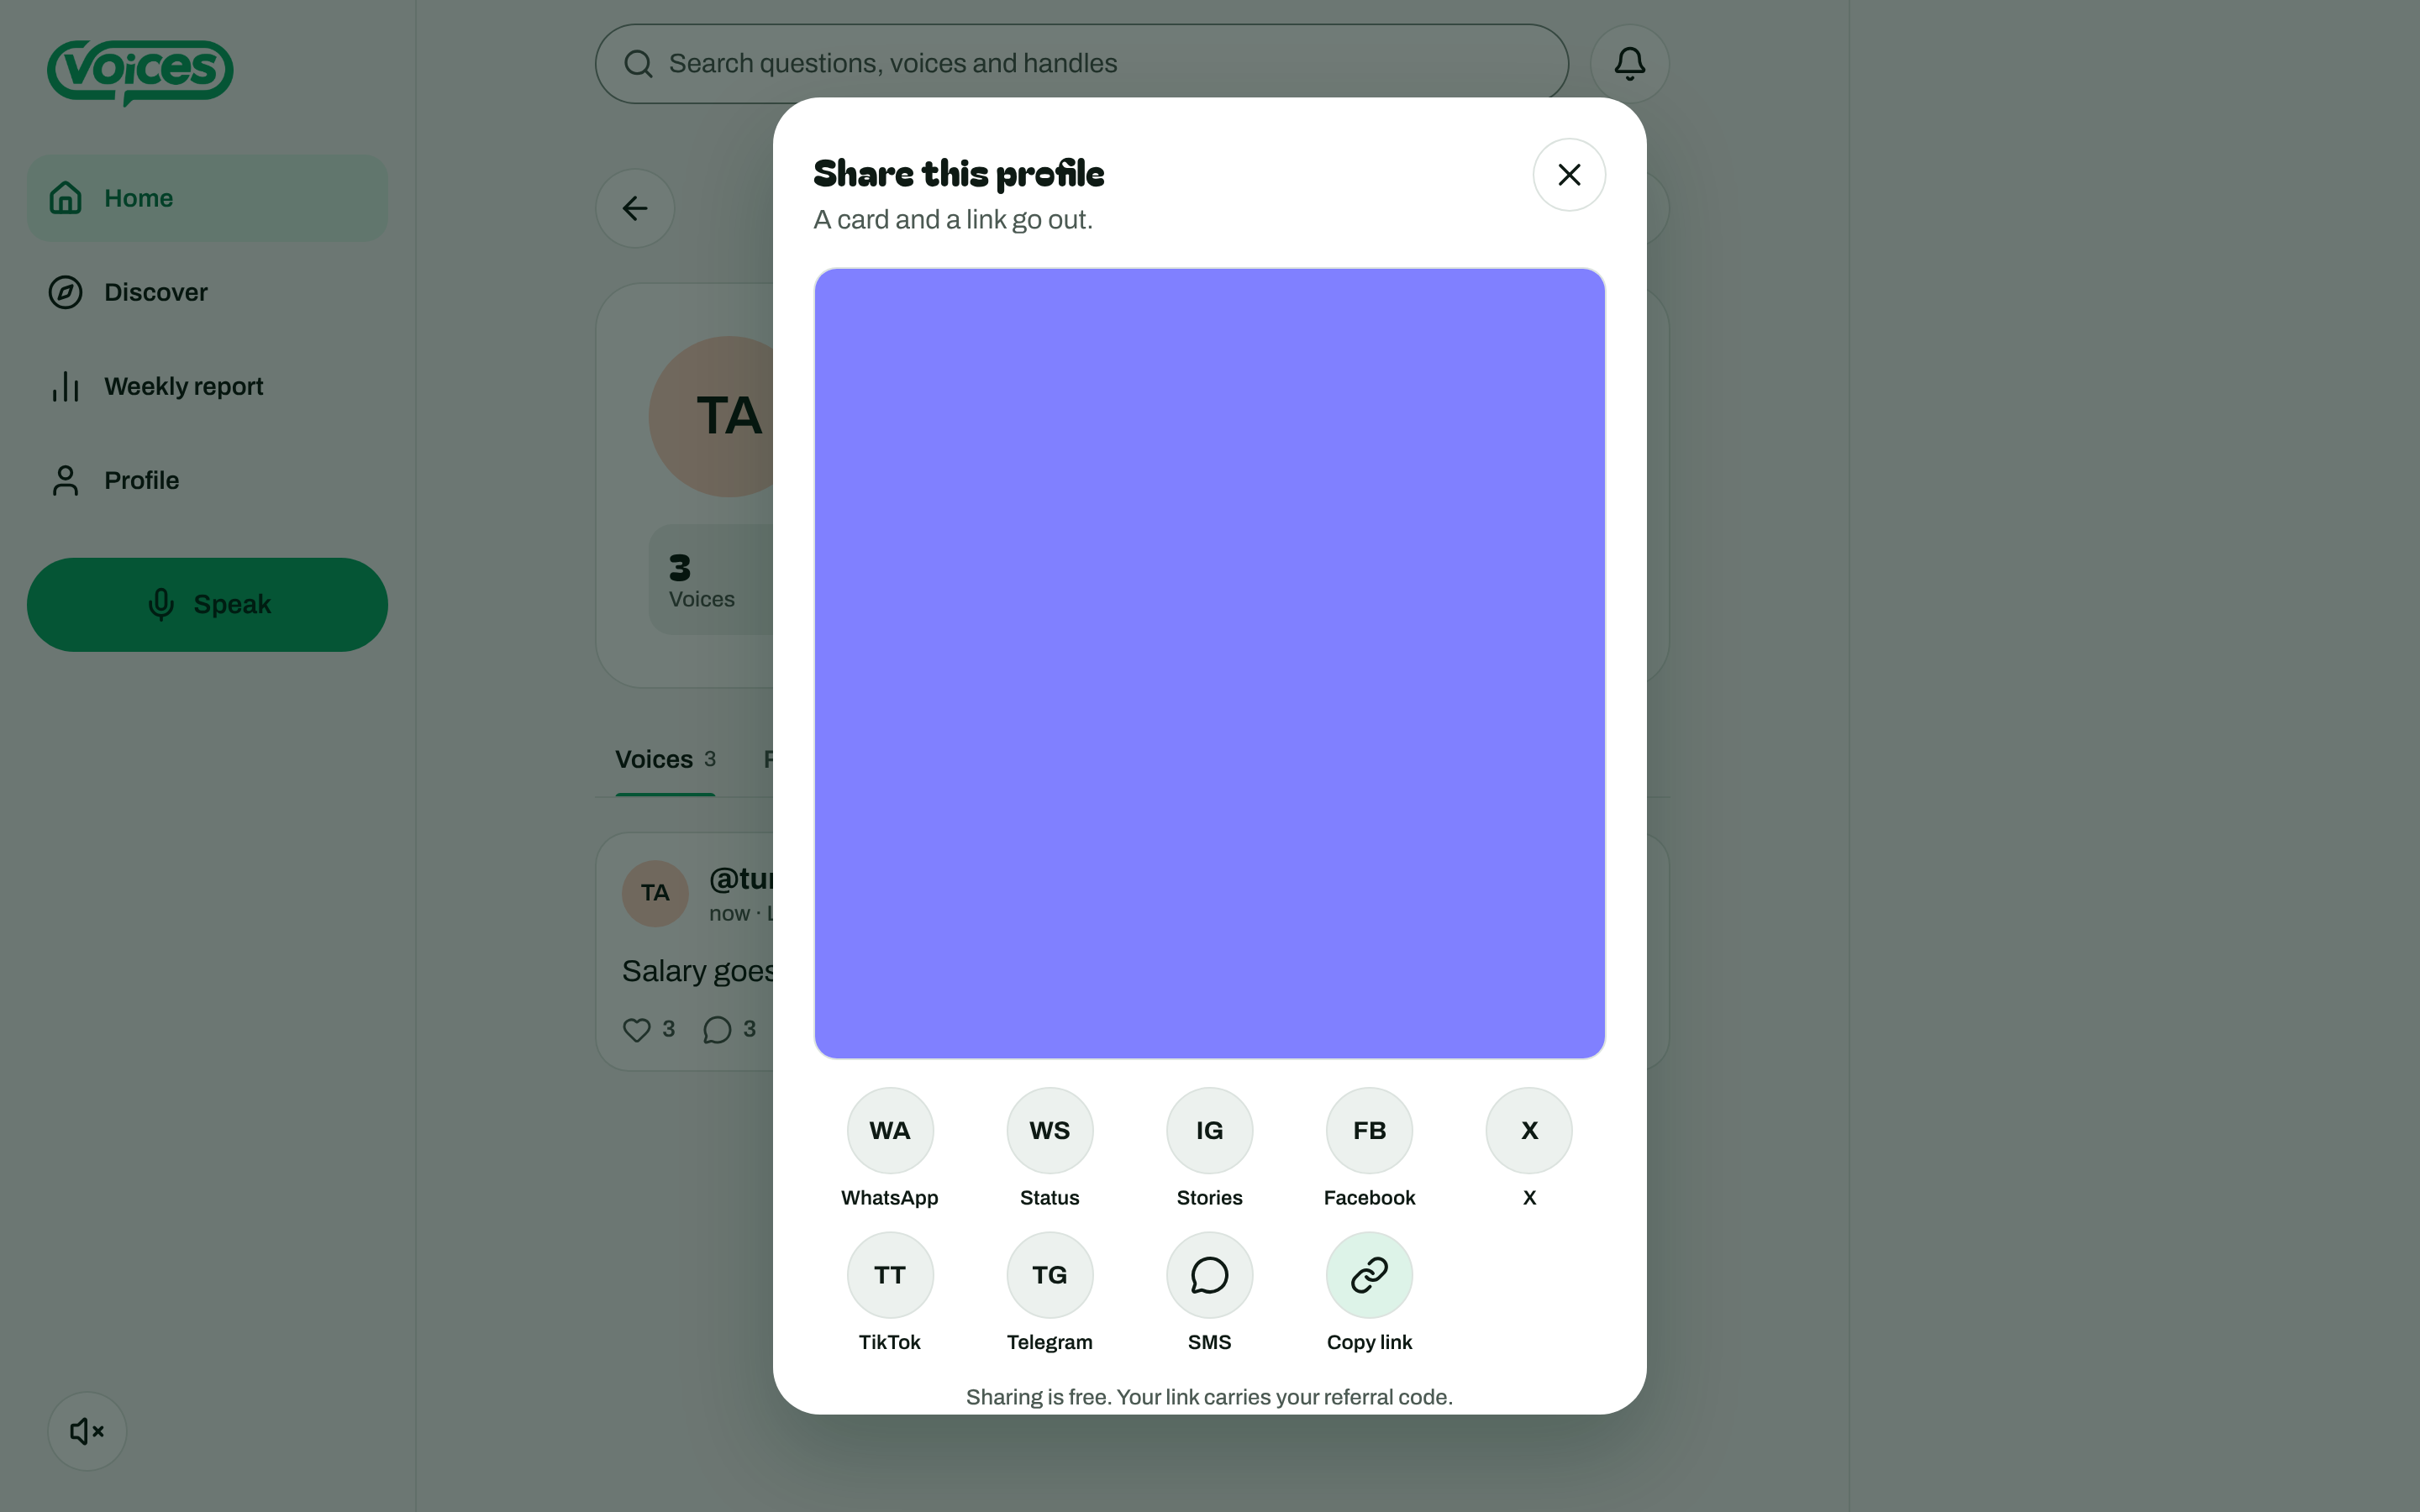 voices
Search questions, voices and handles
Home
Discover
Weekly report
Profile
Speak
Share this profile
A card and a link go out.
TA
3
Voices
Voices 3
TA
@tu
now ·
Salary goes
3 3
WA WS IG FB X
WhatsApp Status Stories Facebook X
TT TG
TikTok Telegram SMS Copy link
Sharing is free. Your link carries your referral code.